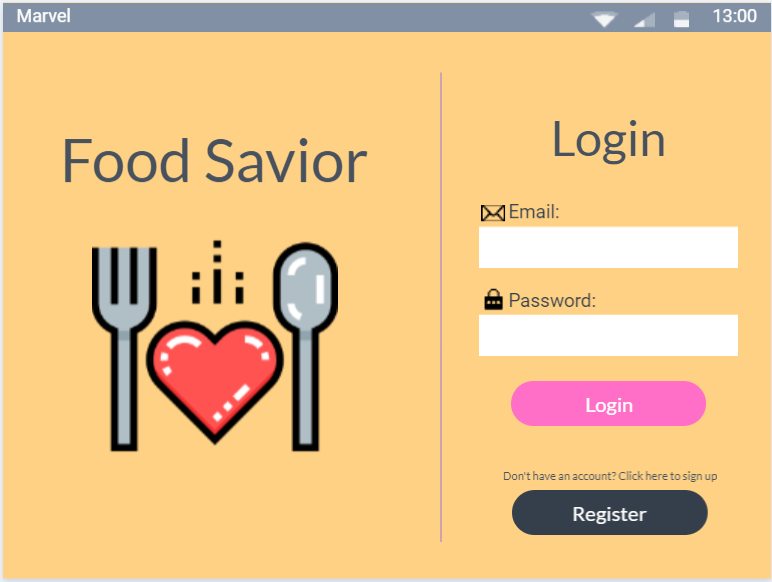 Marvel
13:00
Food Savior
Login
Email:
Password:
Login
Don't have an account? Click here to sign up
Register